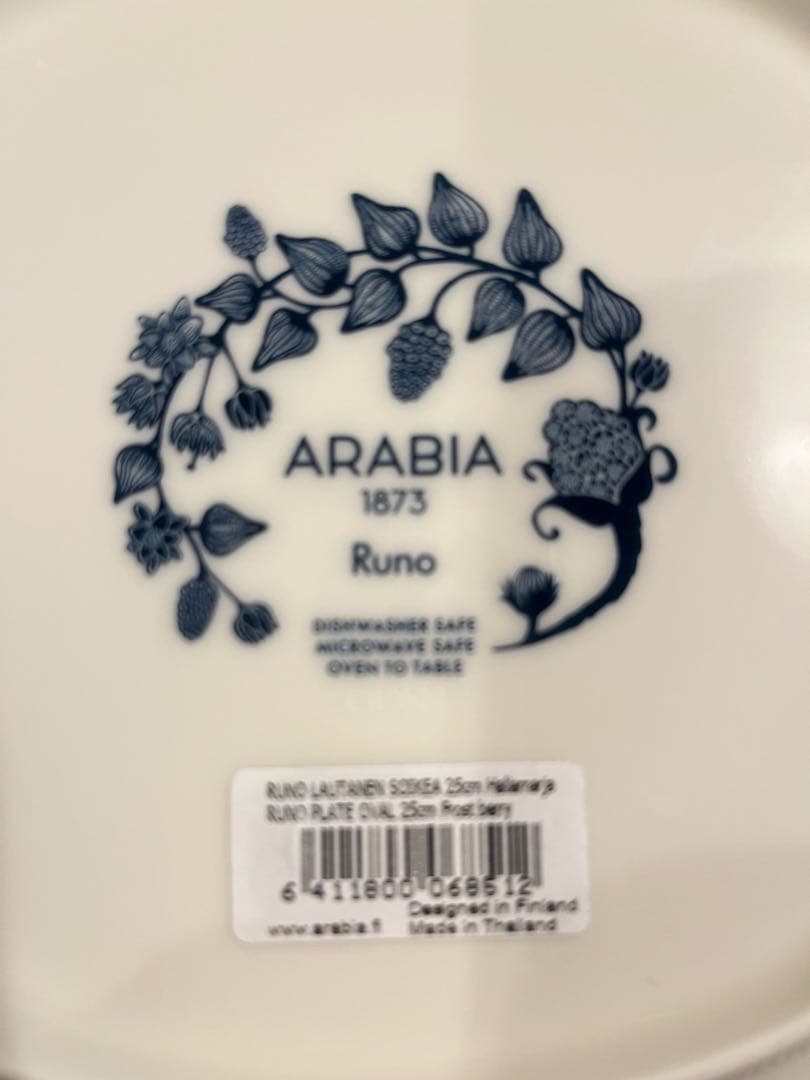 ARABIA
1873
Runo
DISHWASHER SAFE
MICROWAVE SAFE
OVEN TO TABLE
RUNO LAUTANEN SOIKEA 25cm Hallamarja
RUNO PLATE OVAL 25cm Frost berry
6 411800 068512
Designed in Finland
www.arabia.fi Made in Thailand